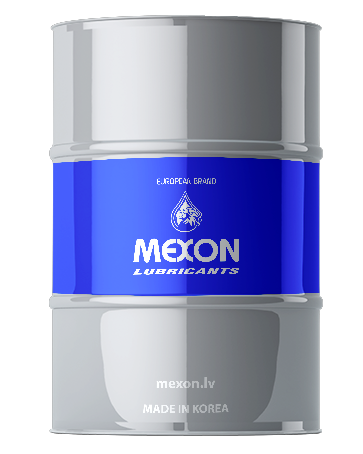 EUROPEAN BRAND
MEXON
LUBRICANTS
mexon.lv
MADE IN KOREA